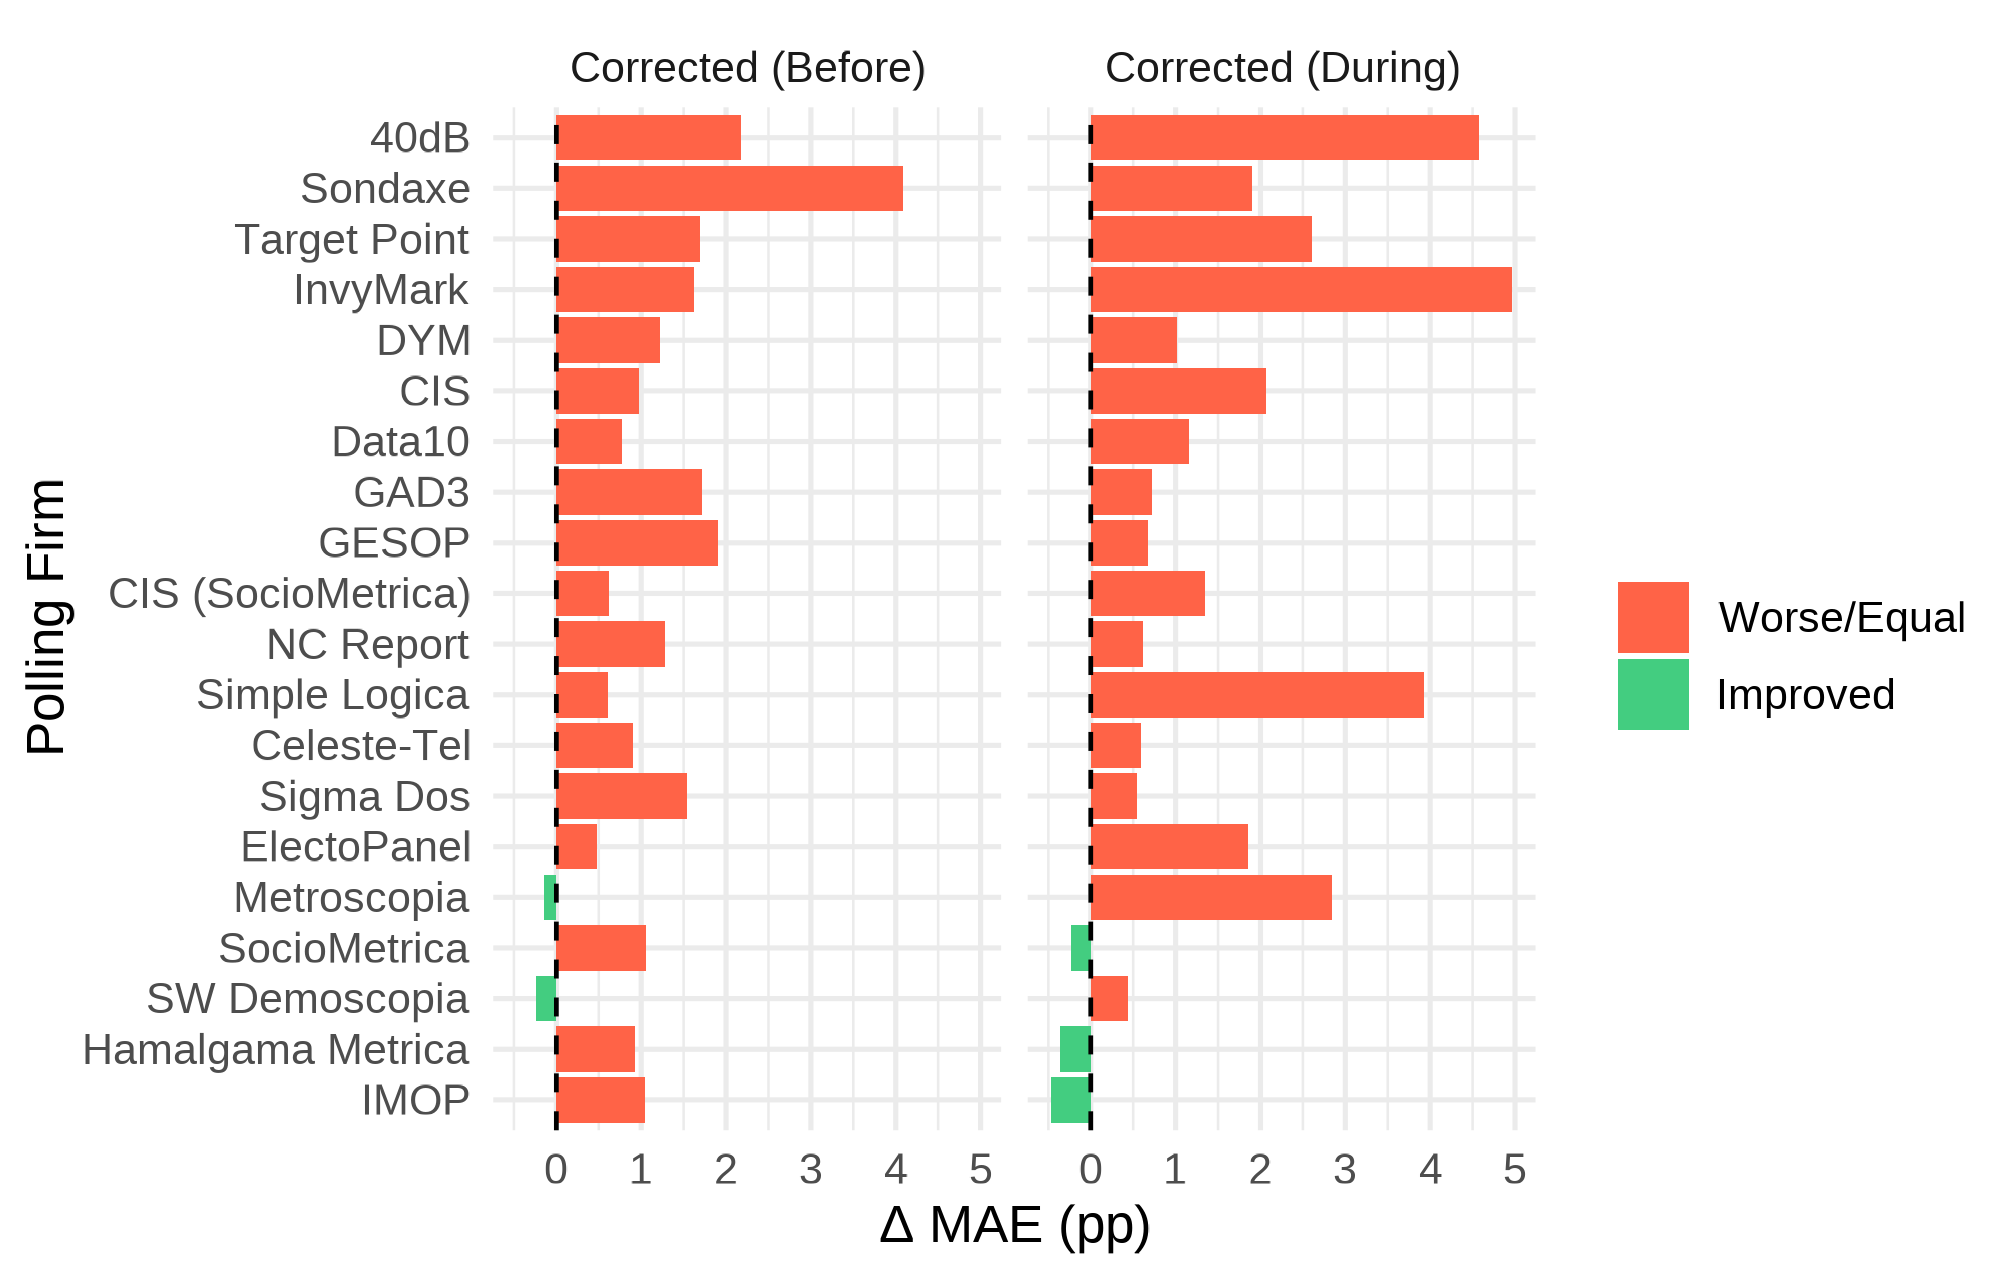 Corrected (Before)
Corrected (During)
Polling Firm
40dB
Sondaxe
Target Point
InvyMark
DYM
CIS
Data10
GAD3
GESOP
CIS (SocioMetrica)
NC Report
Simple Logica
Celeste-Tel
Sigma Dos
ElectoPanel
Metroscopia
SocioMetrica
SW Demoscopia
Hamalgama Metrica
IMOP
0 1 2 3 4 5
0 1 2 3 4 5
Δ MAE (pp)
Worse/Equal
Improved